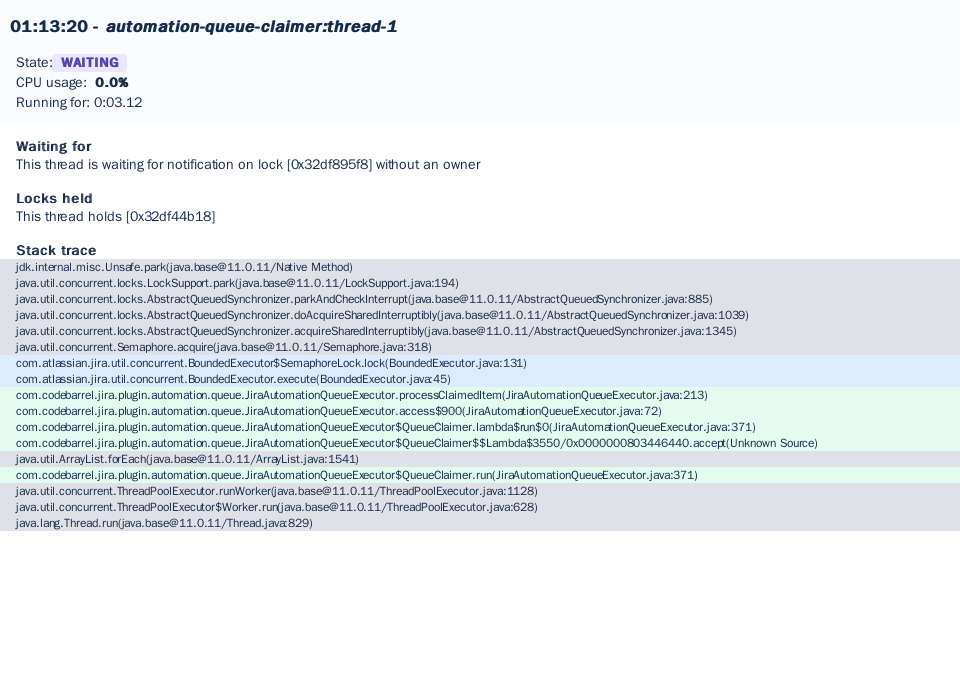 01:13:20 - automation-queue-claimer:thread-1
State: WAITING
CPU usage: 0.0%
Running for: 0:03.12
Waiting for
This thread is waiting for notification on lock [0x32df895f8] without an owner
Locks held
This thread holds [0x32df44b18]
Stack trace
jdk.internal.misc.Unsafe.park(java.base@11.0.11/Native Method)
java.util.concurrent.locks.LockSupport.park(java.base@11.0.11/LockSupport.java:194)
java.util.concurrent.locks.AbstractQueuedSynchronizer.parkAndCheckInterrupt(java.base@11.0.11/AbstractQueuedSynchronizer.java:885)
java.util.concurrent.locks.AbstractQueuedSynchronizer.doAcquireSharedInterruptibly(java.base@11.0.11/AbstractQueuedSynchronizer.java:1039)
java.util.concurrent.locks.AbstractQueuedSynchronizer.acquireSharedInterruptibly(java.base@11.0.11/AbstractQueuedSynchronizer.java:1345)
java.util.concurrent.Semaphore.acquire(java.base@11.0.11/Semaphore.java:318)
com.atlassian.jira.util.concurrent.BoundedExecutor$SemaphoreLock.lock(BoundedExecutor.java:131)
com.atlassian.jira.util.concurrent.BoundedExecutor.execute(BoundedExecutor.java:45)
com.codebarrel.jira.plugin.automation.queue.JiraAutomationQueueExecutor.processClaimedItem(JiraAutomationQueueExecutor.java:213)
com.codebarrel.jira.plugin.automation.queue.JiraAutomationQueueExecutor.access$900(JiraAutomationQueueExecutor.java:72)
com.codebarrel.jira.plugin.automation.queue.JiraAutomationQueueExecutor$QueueClaimer.lambda$run$0(JiraAutomationQueueExecutor.java:371)
com.codebarrel.jira.plugin.automation.queue.JiraAutomationQueueExecutor$QueueClaimer$$Lambda$3550/0x0000000803446440.accept(Unknown Source)
java.util.ArrayList.forEach(java.base@11.0.11/ArrayList.java:1541)
com.codebarrel.jira.plugin.automation.queue.JiraAutomationQueueExecutor$QueueClaimer.run(JiraAutomationQueueExecutor.java:371)
java.util.concurrent.ThreadPoolExecutor.runWorker(java.base@11.0.11/ThreadPoolExecutor.java:1128)
java.util.concurrent.ThreadPoolExecutor$Worker.run(java.base@11.0.11/ThreadPoolExecutor.java:628)
java.lang.Thread.run(java.base@11.0.11/Thread.java:829)